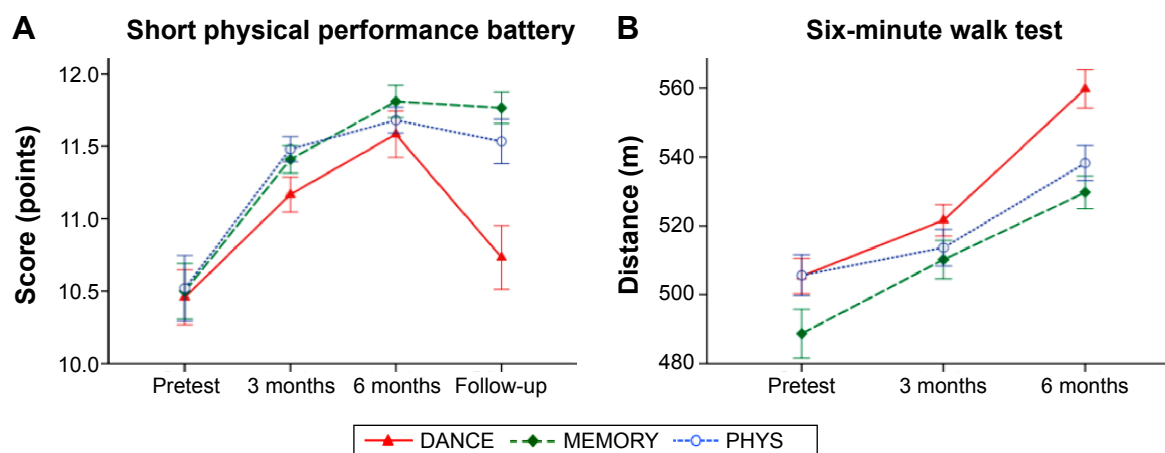 A Short physical performance battery
12.0
11.5
11.0
10.5
10.0
Score (points)
Pretest 3 months 6 months Follow-up
B Six-minute walk test
560
540
520
500
480
Distance (m)
Pretest 3 months 6 months
DANCE MEMORY PHYS